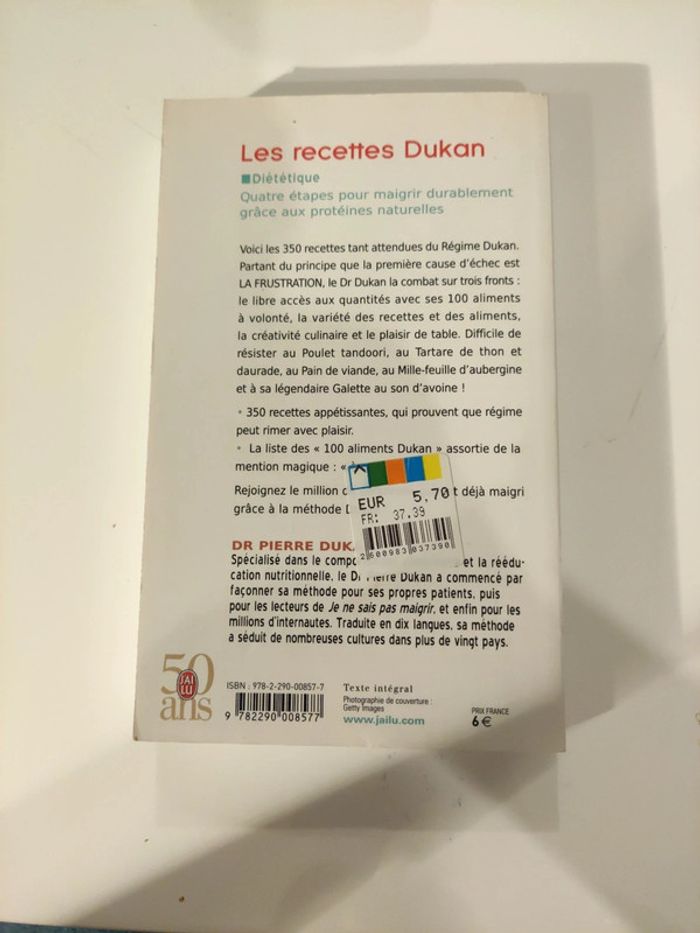 Les recettes Dukan
Diététique
Quatre étapes pour maigrir durablement
grâce aux protéines naturelles
Voici les 350 recettes tant attendues du Régime Dukan.
Partant du principe que la première cause d'échec est
LA FRUSTRATION, le Dr Dukan la combat sur trois fronts :
le libre accès aux quantités avec ses 100 aliments
à volonté, la variété des recettes et des aliments,
la créativité culinaire et le plaisir de table. Difficile de
résister au Poulet tandoori, au Tartare de thon et
daurade, au Pain de viande, au Mille-feuille d'aubergine
et à sa légendaire Galette au son d'avoine !
• 350 recettes appétissantes, qui prouvent que régime
peut rimer avec plaisir.
• La liste des « 100 aliments Dukan » assortie de la
mention magique : «
Rejoignez le million t déjà maigri
grâce à la méthode
EUR 5.70
FR: 37.39
2 600983 037390
DR PIERRE
Spécialisé dans le et la réédu-
cation nutritionnelle, le Dr Pierre Dukan a commencé par
façonner sa méthode pour ses propres patients, puis
pour les lecteurs de Je ne sais pas maigrir, et enfin pour les
millions d'internautes. Traduite en dix langues, sa méthode
a séduit de nombreuses cultures dans plus de vingt pays.
50
J'AI
LU
ans
ISBN : 978-2-290-00857-7
9 782290 008577
Texte intégral
Photographie de couverture :
Getty Images
www.jailu.com
PRIX FRANCE
6 €